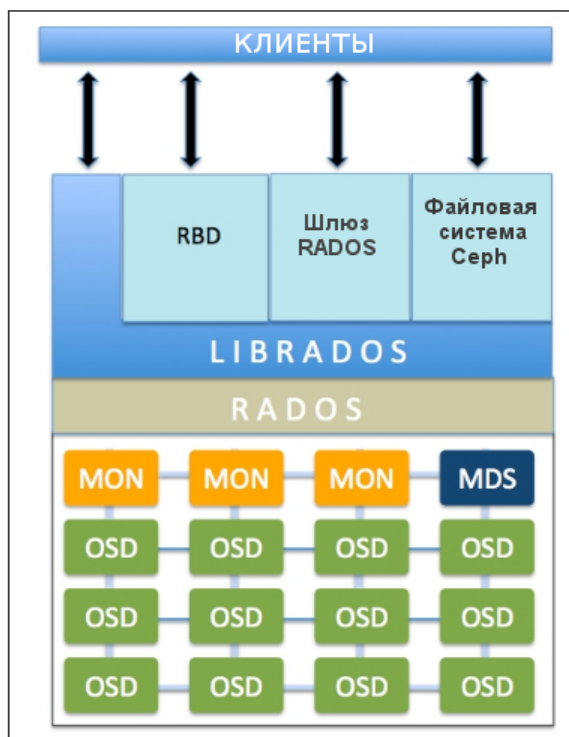 КЛИЕНТЫ
RBD
Шлюз
RADOS
Файловая
система
Ceph
LIBRADOS
RADOS
MON MON MON MDS
OSD OSD OSD OSD
OSD OSD OSD OSD
OSD OSD OSD OSD